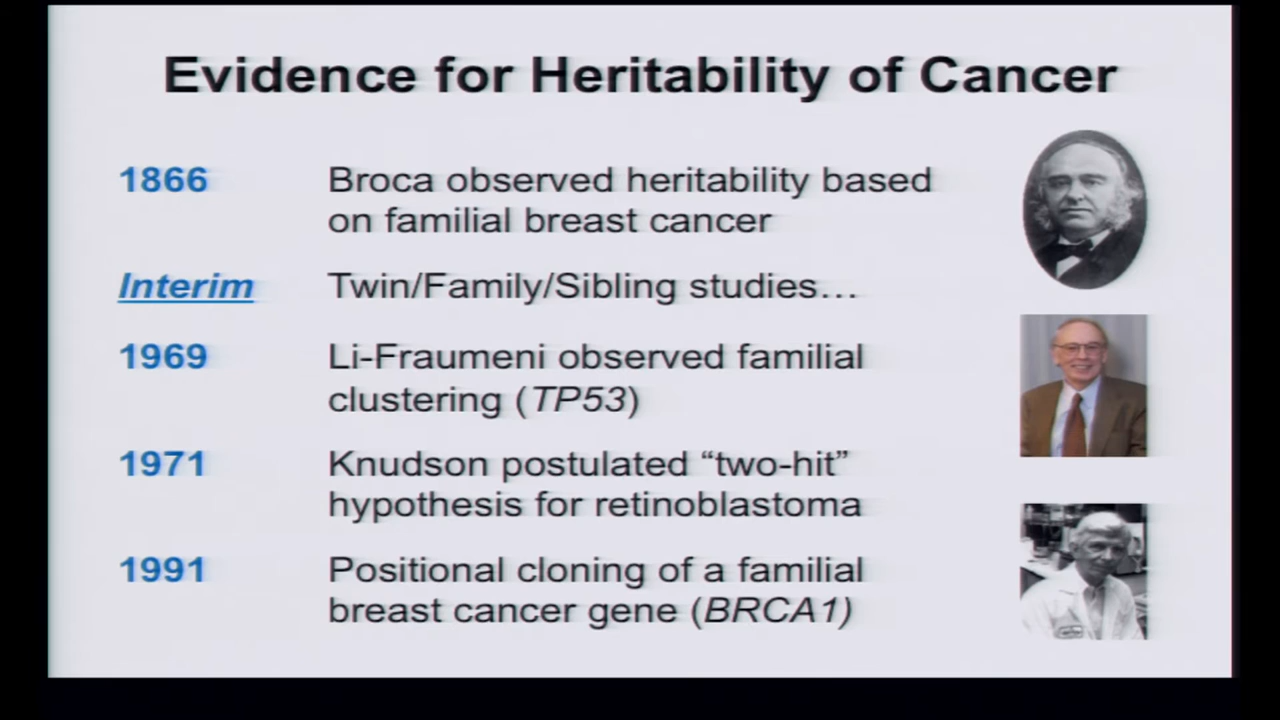 Evidence for Heritability of Cancer
1866 Broca observed heritability based
on familial breast cancer
Interim Twin/Family/Sibling studies…
1969 Li-Fraumeni observed familial
clustering (TP53)
1971 Knudson postulated “two-hit”
hypothesis for retinoblastoma
1991 Positional cloning of a familial
breast cancer gene (BRCA1)